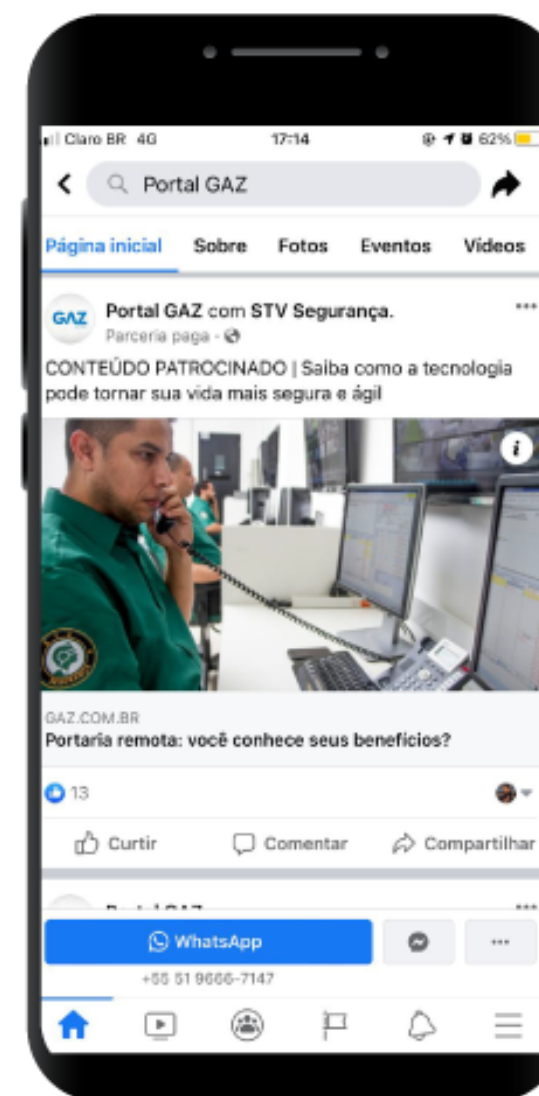 Claro BR 4G 17:14 62%
Portal GAZ
Página inicial Sobre Fotos Eventos Vídeos
GAZ Portal GAZ com STV Segurança.
Parceria paga -
CONTEÚDO PATROCINADO | Saiba como a tecnologia
pode tornar sua vida mais segura e ágil
GAZ.COM.BR
Portaria remota: você conhece seus benefícios?
13
Curtir Comentar Compartilhar
WhatsApp
+55 51 9666-7147